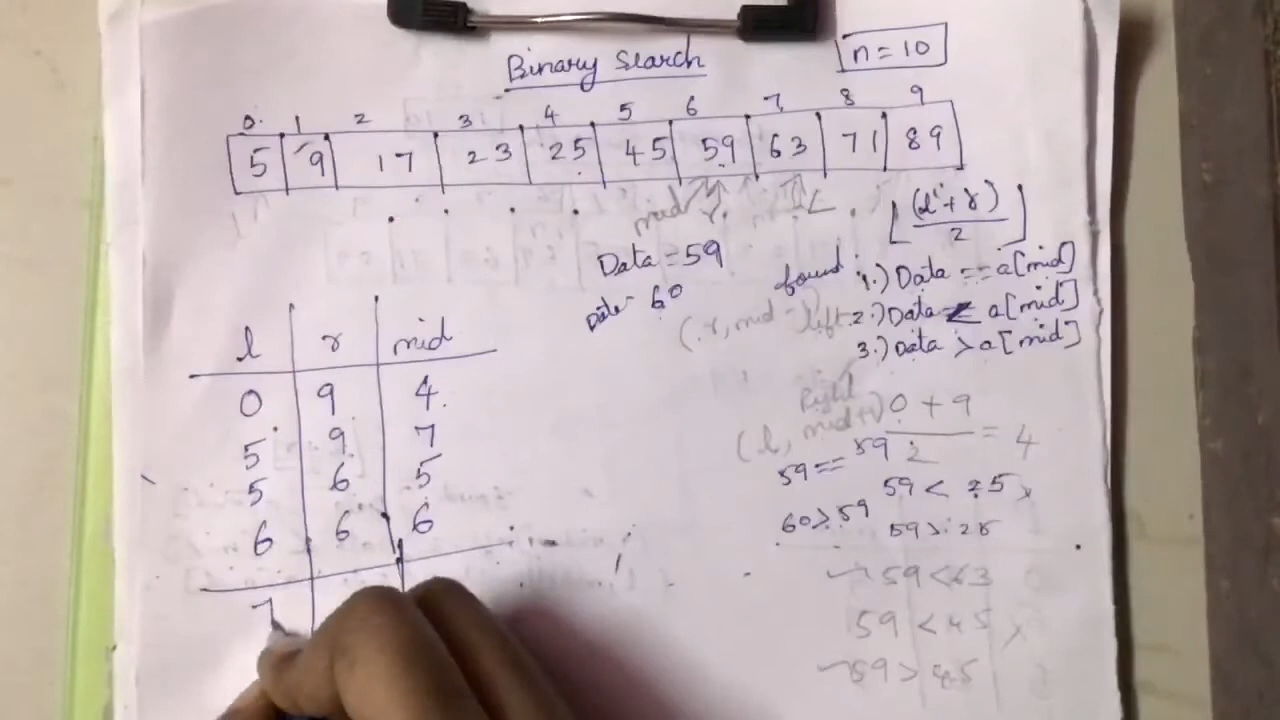 Binary Search
n = 10
0 1 2 3 4 5 6 7 8 9
5 9 17 23 25 45 59 63 71 89
mid r L
(l + r)
2
Data = 59
Data 60
found 1.) Data == a[mid]
left 2.) Data < a[mid]
(r, mid -
3.) Data > a[mid]
Right
(l, mid+1)
0 + 9
2
= 4
l r mid
0 9 4
5 9 7
5 6 5
6 6 6
7
59 == 59
59 < 25 x
60 > 59
59 > 25
59 < 63
59 < 45 x
59 > 45